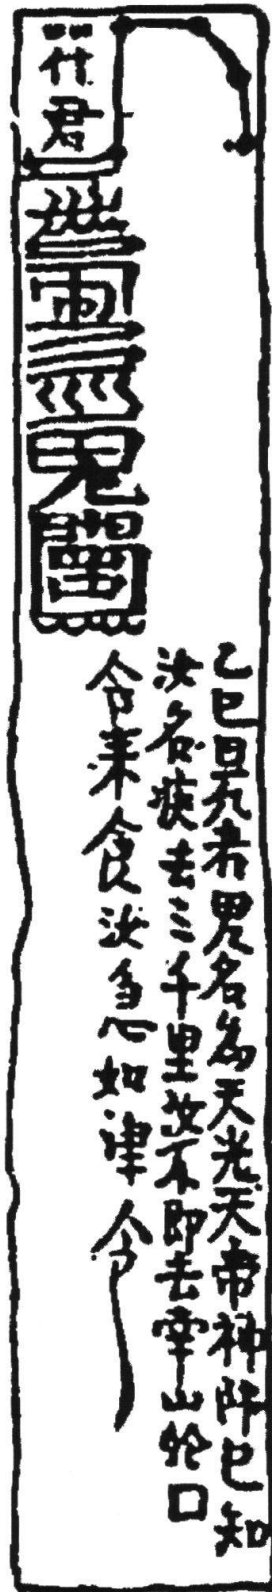 符君
乙巳日死者鬼名為天光天帝神師已知
汝名疾去三千里汝不即去南山給□
令來食汝急如律令